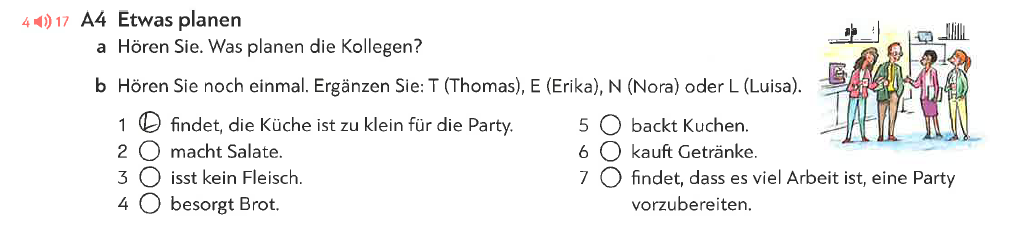 4 17 A4 Etwas planen
a Hören Sie. Was planen die Kollegen?
b Hören Sie noch einmal. Ergänzen Sie: T (Thomas), E (Erika), N (Nora) oder L (Luisa).
1 L findet, die Küche ist zu klein für die Party.
2 macht Salate.
3 isst kein Fleisch.
4 besorgt Brot.
5 backt Kuchen.
6 kauft Getränke.
7 findet, dass es viel Arbeit ist, eine Party
vorzubereiten.